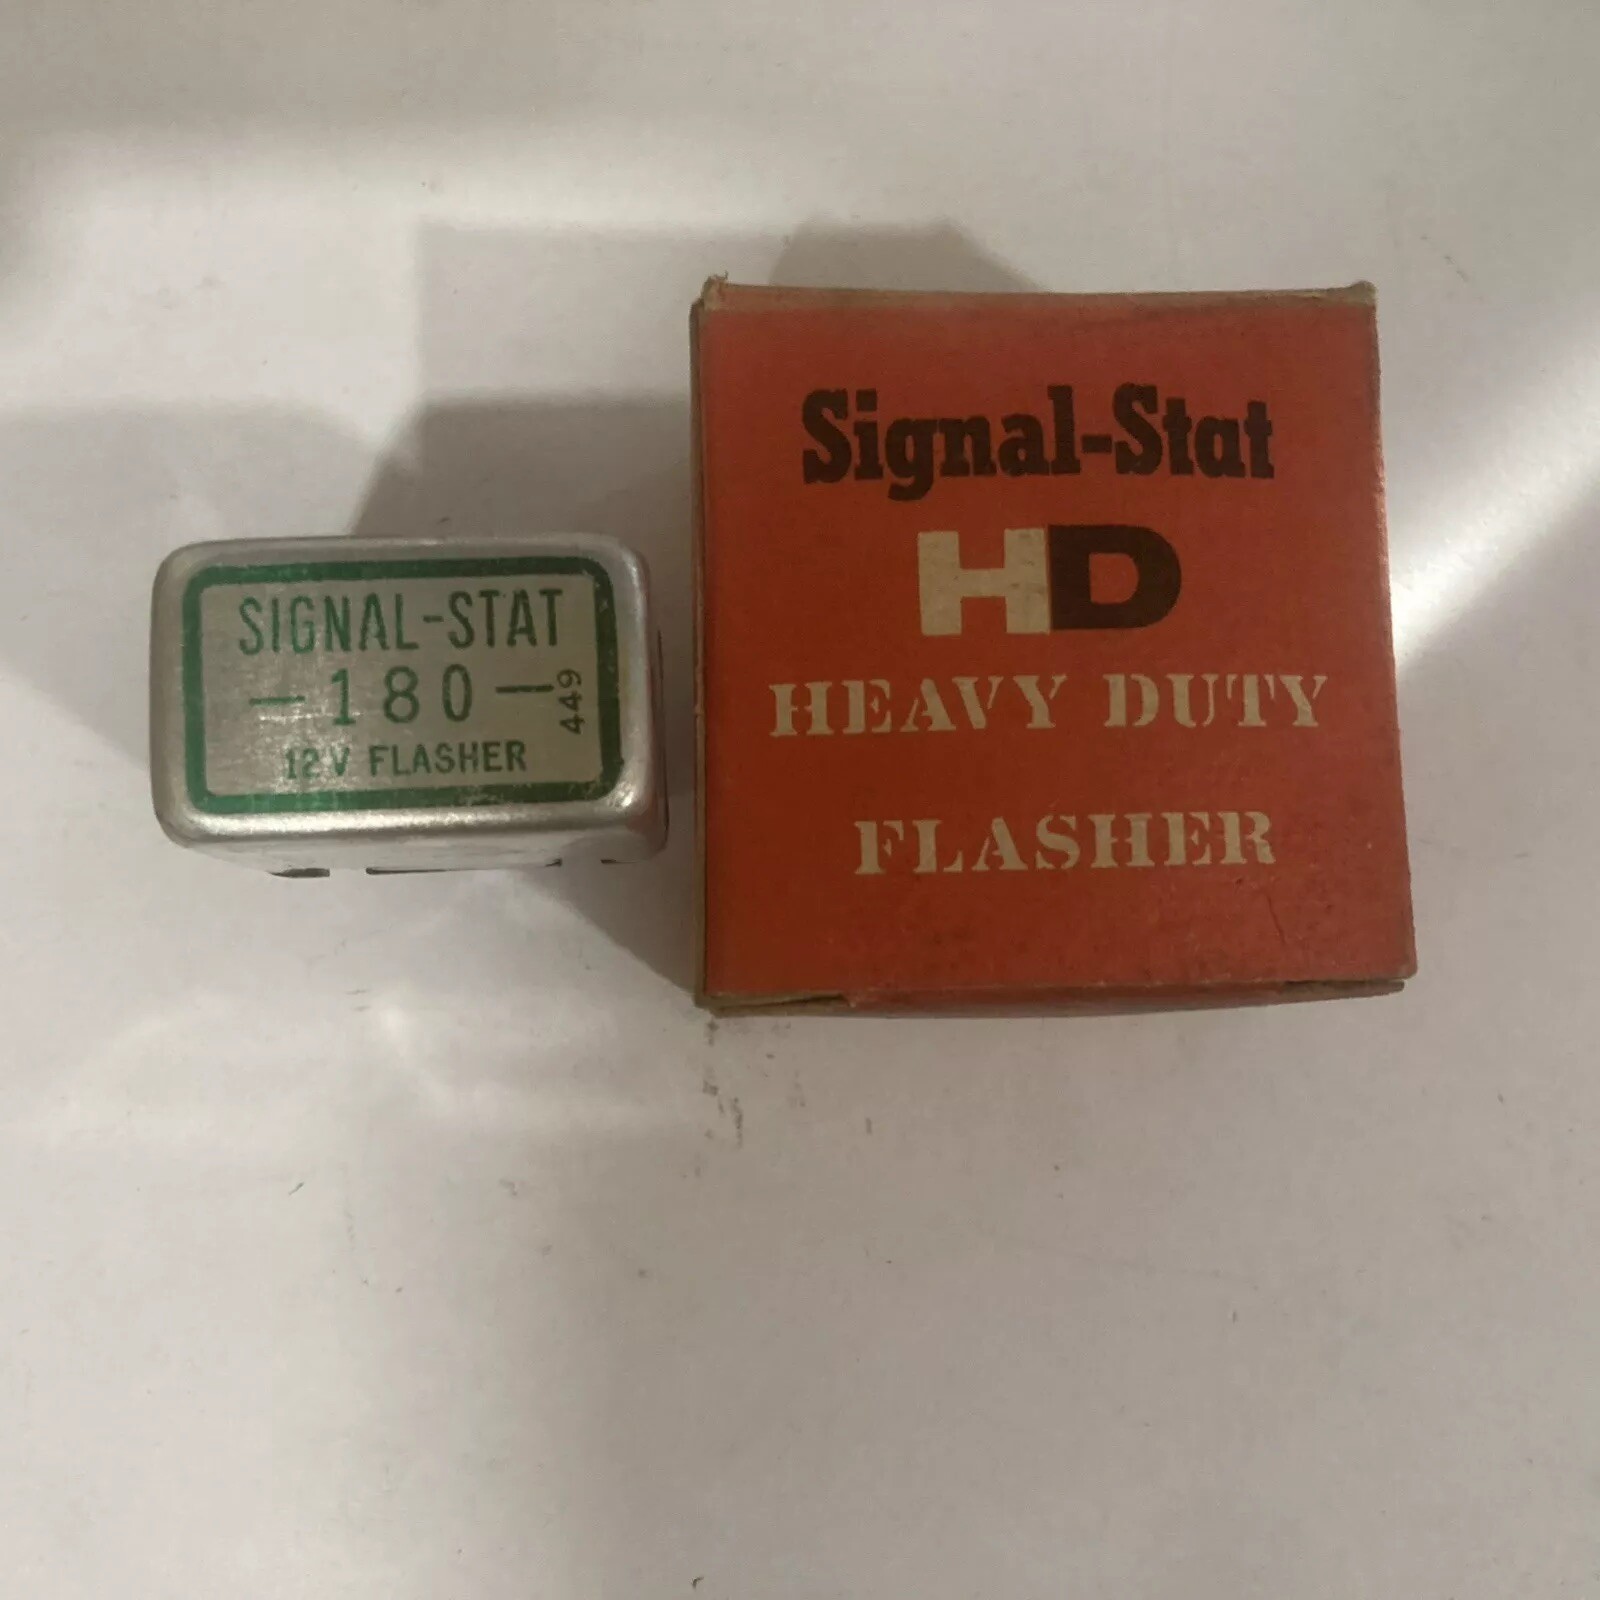 SIGNAL-STAT
-180-
449
12V FLASHER
Signal-Stat
HD
HEAVY DUTY
FLASHER